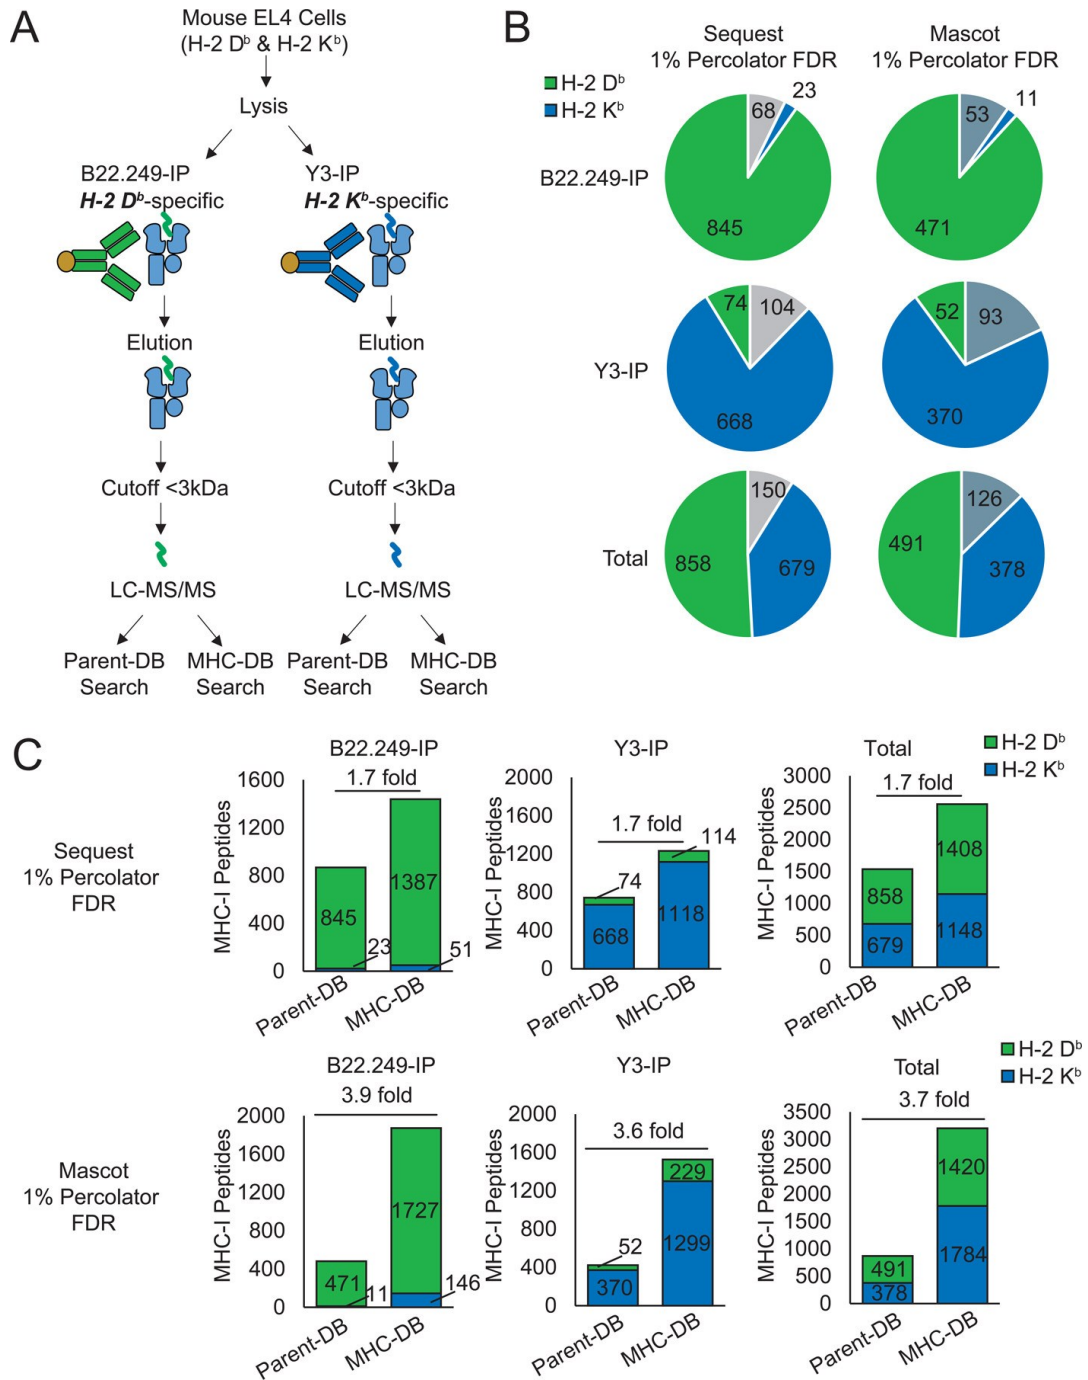 A
Mouse EL4 Cells
(H-2 Dᵇ & H-2 Kᵇ)
Lysis
B22.249-IP
H-2 Dᵇ-specific
Y3-IP
H-2 Kᵇ-specific
Elution
Elution
Cutoff <3kDa
Cutoff <3kDa
LC-MS/MS
LC-MS/MS
Parent-DB
Search
MHC-DB
Search
Parent-DB
Search
MHC-DB
Search
B
Sequest
1% Percolator FDR
Mascot
1% Percolator FDR
H-2 Dᵇ
H-2 Kᵇ
B22.249-IP
68
23
845
53
11
471
Y3-IP
74
104
668
52
93
370
Total
150
858
679
126
491
378
C
Sequest
1% Percolator
FDR
B22.249-IP
1.7 fold
MHC-I Peptides
1600
1200
800
400
0
845
23
1387
51
Parent-DB
MHC-DB
Y3-IP
1.7 fold
MHC-I Peptides
2000
1600
1200
800
400
0
74
668
114
1118
Parent-DB
MHC-DB
Total
1.7 fold
H-2 Dᵇ
H-2 Kᵇ
MHC-I Peptides
3000
2500
2000
1500
1000
500
0
858
679
1408
1148
Parent-DB
MHC-DB
Mascot
1% Percolator
FDR
B22.249-IP
3.9 fold
MHC-I Peptides
2000
1600
1200
800
400
0
471
11
1727
146
Parent-DB
MHC-DB
Y3-IP
3.6 fold
MHC-I Peptides
2000
1600
1200
800
400
0
52
370
229
1299
Parent-DB
MHC-DB
Total
3.7 fold
H-2 Dᵇ
H-2 Kᵇ
MHC-I Peptides
3500
3000
2500
2000
1500
1000
500
0
491
378
1420
1784
Parent-DB
MHC-DB